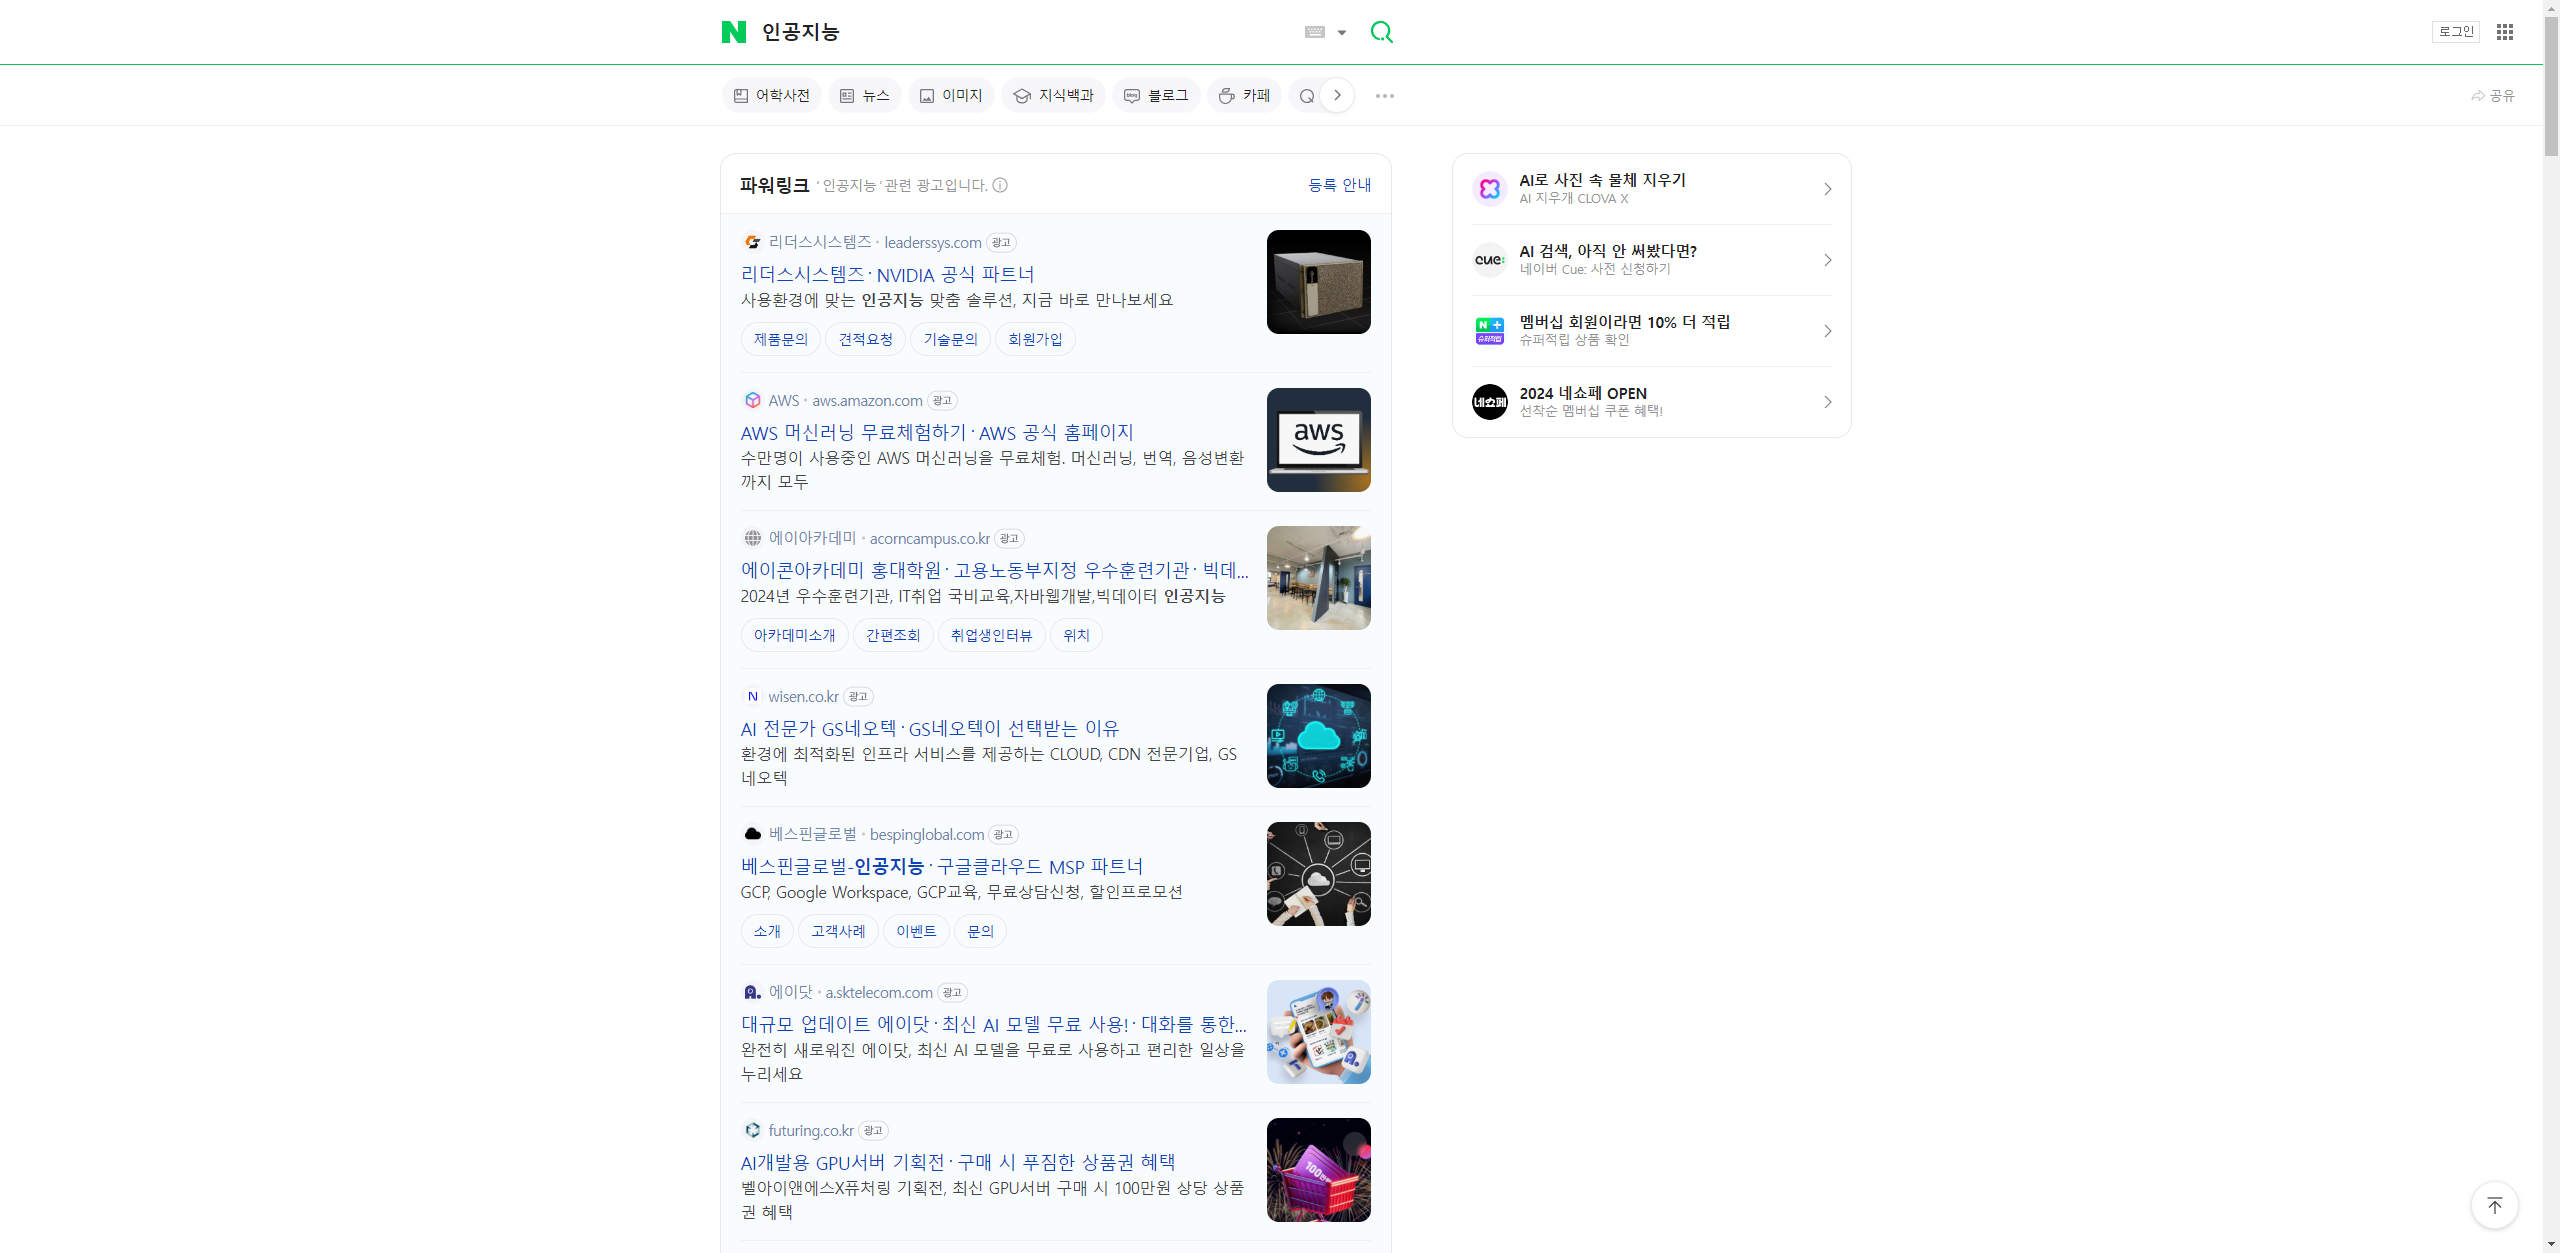 인공지능
로그인
어학사전
뉴스
이미지
지식백과
블로그
카페
공유
파워링크 '인공지능'관련 광고입니다.
등록 안내
리더스시스템즈 · leaderssys.com 광고
리더스시스템즈 · NVIDIA 공식 파트너
사용환경에 맞는 인공지능 맞춤 솔루션, 지금 바로 만나보세요
제품문의 견적요청 기술문의 회원가입
AWS · aws.amazon.com 광고
AWS 머신러닝 무료체험하기 · AWS 공식 홈페이지
수만명이 사용중인 AWS 머신러닝을 무료체험. 머신러닝, 번역, 음성변환
까지 모두
aws
에이아카데미 · acorncampus.co.kr 광고
에이콘아카데미 홍대학원 · 고용노동부지정 우수훈련기관 · 빅데...
2024년 우수훈련기관, IT취업 국비교육,자바웹개발,빅데이터 인공지능
아카데미소개 간편조회 취업생인터뷰 위치
N wisen.co.kr 광고
AI 전문가 GS네오텍 · GS네오텍이 선택받는 이유
환경에 최적화된 인프라 서비스를 제공하는 CLOUD, CDN 전문기업, GS
네오텍
베스핀글로벌 · bespinglobal.com 광고
베스핀글로벌-인공지능 · 구글클라우드 MSP 파트너
GCP, Google Workspace, GCP교육, 무료상담신청, 할인프로모션
소개 고객사례 이벤트 문의
에이닷 · a.sktelecom.com 광고
대규모 업데이트 에이닷 · 최신 AI 모델 무료 사용! · 대화를 통한...
완전히 새로워진 에이닷, 최신 AI 모델을 무료로 사용하고 편리한 일상을
누리세요
futuring.co.kr 광고
AI개발용 GPU서버 기획전 · 구매 시 푸짐한 상품권 혜택
벨아이앤에스X퓨처링 기획전, 최신 GPU서버 구매 시 100만원 상당 상품
권 혜택
AI로 사진 속 물체 지우기
AI 지우개 CLOVA X
cue:
AI 검색, 아직 안 써봤다면?
네이버 Cue: 사전 신청하기
N +
슈퍼적립
멤버십 회원이라면 10% 더 적립
슈퍼적립 상품 확인
네쇼페
2024 네쇼페 OPEN
선착순 멤버십 쿠폰 혜택!